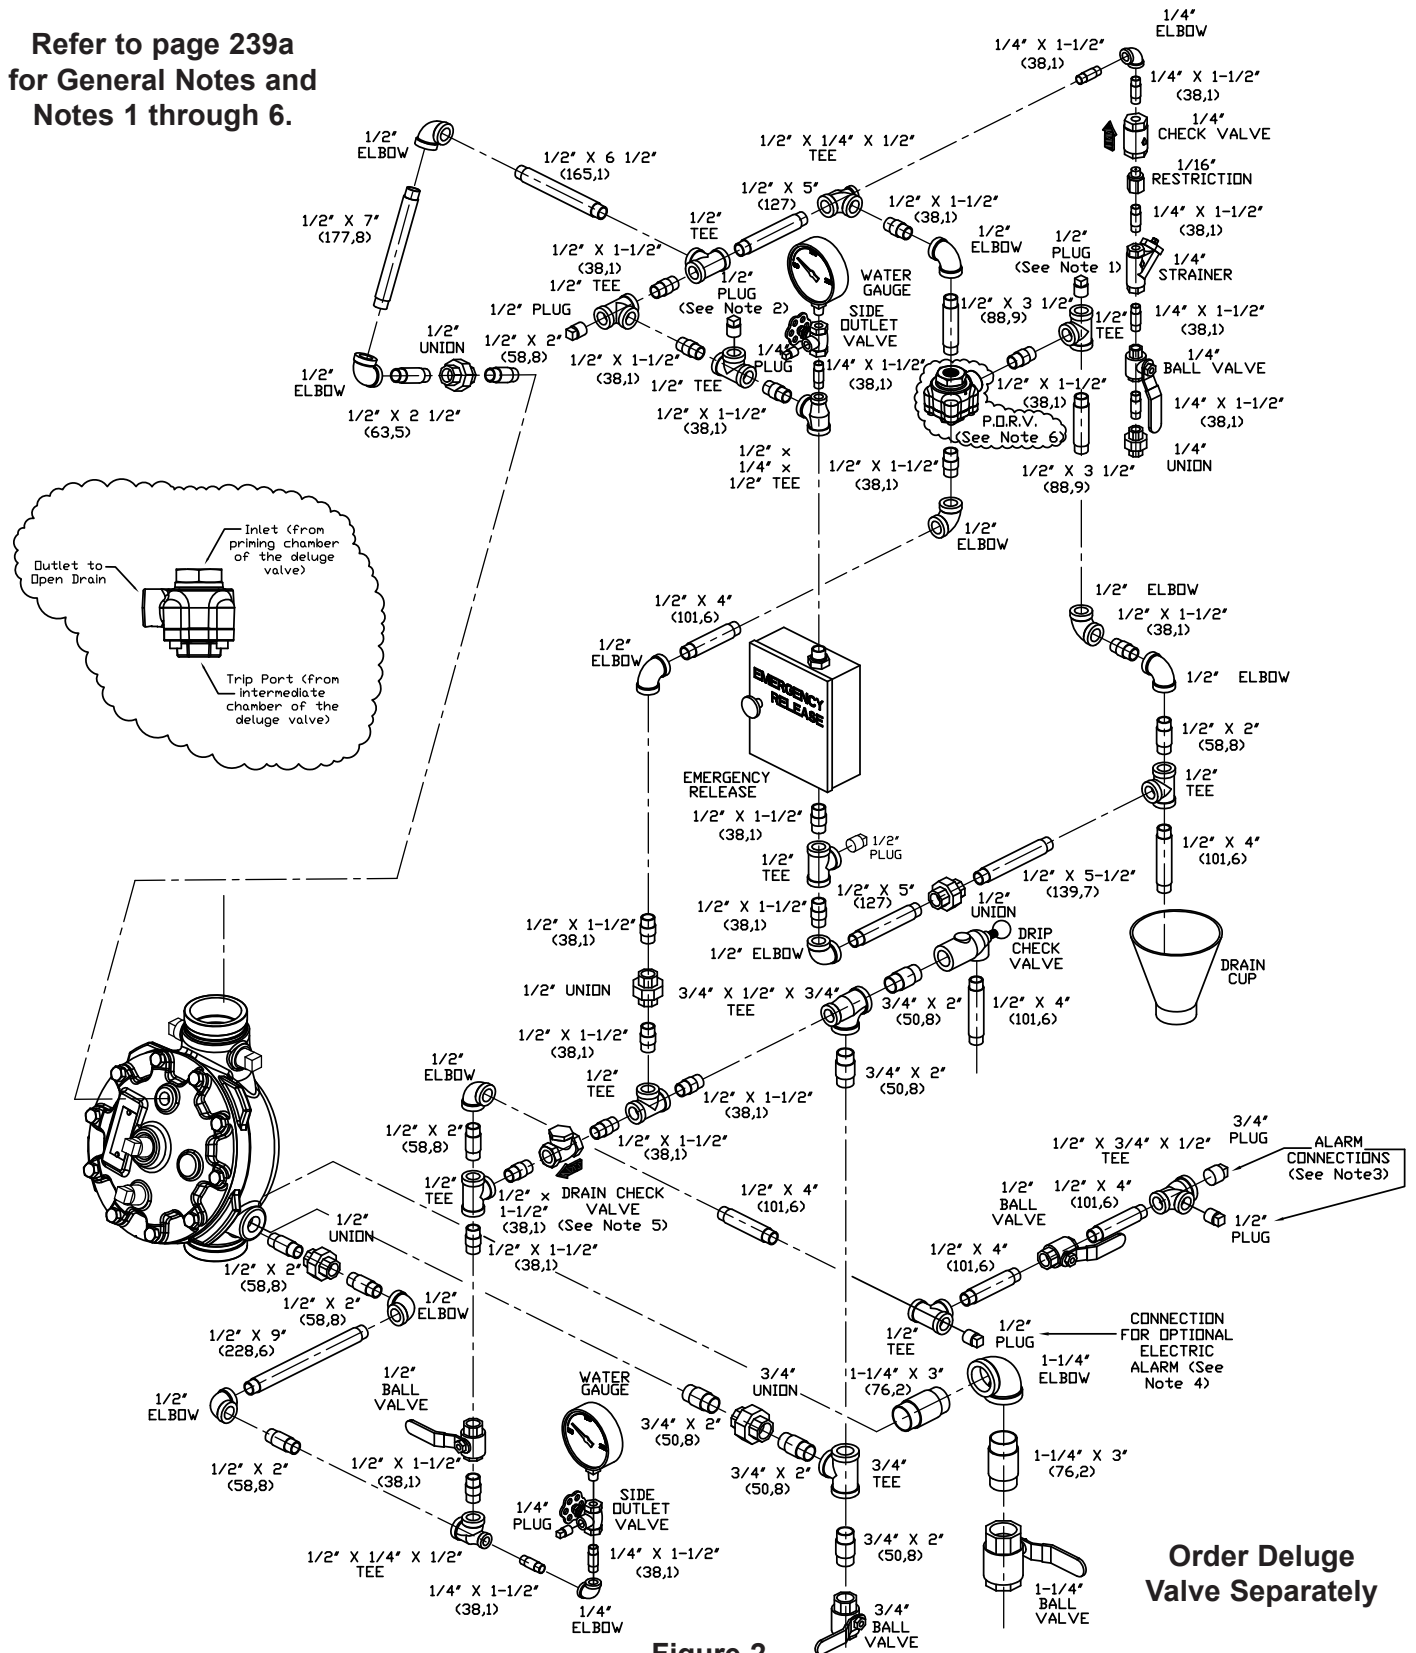 Refer to page 239a
for General Notes and
Notes 1 through 6.
1/4"
ELBOW
1/4" X 1-1/2"
(38,1)
1/4" X 1-1/2"
(38,1)
1/4"
CHECK VALVE
1/16"
RESTRICTION
1/4" X 1-1/2"
(38,1)
1/4"
STRAINER
1/4" X 1-1/2"
(38,1)
1/4"
BALL VALVE
1/4" X 1-1/2"
(38,1)
1/4"
UNION
1/2"
ELBOW
1/2" X 6 1/2"
(165,1)
1/2" X 7"
(177,8)
1/2" X 1/4" X 1/2"
TEE
1/2" X 5"
(127)
1/2"
TEE
1/2" X 1-1/2"
(38,1)
1/2"
ELBOW
1/2"
PLUG
(See Note 1)
1/2" X 1-1/2"
(38,1)
1/2" TEE
1/2"
PLUG
(See Note 2)
WATER
GAUGE
SIDE
OUTLET
VALVE
1/2" PLUG
1/2"
UNION
1/2" X 2"
(58,8)
1/2" X 1-1/2"
(38,1)
1/4"
PLUG
1/4" X 1-1/2"
(38,1)
1/2" X 3 1/2"
(88,9)
1/2"
TEE
1/2"
ELBOW
1/2" X 2 1/2"
(63,5)
1/2" TEE
1/2" X 1-1/2"
(38,1)
1/2" X 1-1/2"
(38,1)
P.O.R.V.
(See Note 6)
1/2" x
1/4" x
1/2" TEE
1/2" X 1-1/2"
(38,1)
1/2" X 3 1/2"
(88,9)
1/2"
ELBOW
Inlet (from
priming chamber
of the deluge
valve)
Outlet to
Open Drain
Trip Port (from
intermediate
chamber of the
deluge valve)
1/2" X 4"
(101,6)
1/2"
ELBOW
1/2" ELBOW
1/2" X 1-1/2"
(38,1)
1/2" ELBOW
EMERGENCY
RELEASE
1/2" X 2"
(58,8)
1/2"
TEE
EMERGENCY
RELEASE
1/2" X 1-1/2"
(38,1)
1/2"
PLUG
1/2"
TEE
1/2" X 4"
(101,6)
1/2" X 5-1/2"
(139,7)
1/2" X 5"
(127)
1/2"
UNION
1/2" X 1-1/2"
(38,1)
1/2" X 1-1/2"
(38,1)
1/2" ELBOW
DRIP
CHECK
VALVE
DRAIN
CUP
1/2" UNION
3/4" X 1/2" X 3/4"
TEE
3/4" X 2"
(50,8)
1/2" X 4"
(101,6)
1/2" X 1-1/2"
(38,1)
1/2"
ELBOW
1/2"
TEE
3/4" X 2"
(50,8)
1/2" X 1-1/2"
(38,1)
1/2" X 2"
(58,8)
1/2" X 1-1/2"
(38,1)
1/2"
TEE
1/2" x
1-1/2"
(38,1)
DRAIN CHECK
VALVE
(See Note 5)
1/2" X 4"
(101,6)
1/2" X 3/4" X 1/2"
TEE
3/4"
PLUG
ALARM
CONNECTIONS
(See Note3)
1/2"
BALL
VALVE
1/2" X 4"
(101,6)
1/2"
PLUG
1/2"
UNION
1/2" X 1-1/2"
(38,1)
1/2" X 4"
(101,6)
1/2" X 2"
(58,8)
1/2" X 2"
(58,8)
1/2"
ELBOW
1/2"
TEE
1/2"
PLUG
CONNECTION
FOR OPTIONAL
ELECTRIC
ALARM (See
Note 4)
1/2" X 9"
(228,6)
1/2"
ELBOW
1/2"
BALL
VALVE
WATER
GAUGE
3/4"
UNION
1-1/4" X 3"
(76,2)
1-1/4"
ELBOW
3/4" X 2"
(50,8)
1/2" X 2"
(58,8)
1/2" X 1-1/2"
(38,1)
3/4" X 2"
(50,8)
3/4"
TEE
1-1/4" X 3"
(76,2)
1/4"
PLUG
SIDE
OUTLET
VALVE
1/2" X 1/4" X 1/2"
TEE
1/4" X 1-1/2"
(38,1)
3/4" X 2"
(50,8)
1/4" X 1-1/2"
(38,1)
1/4"
ELBOW
3/4"
BALL
VALVE
1-1/4"
BALL
VALVE
Order Deluge
Valve Separately
Figure 2